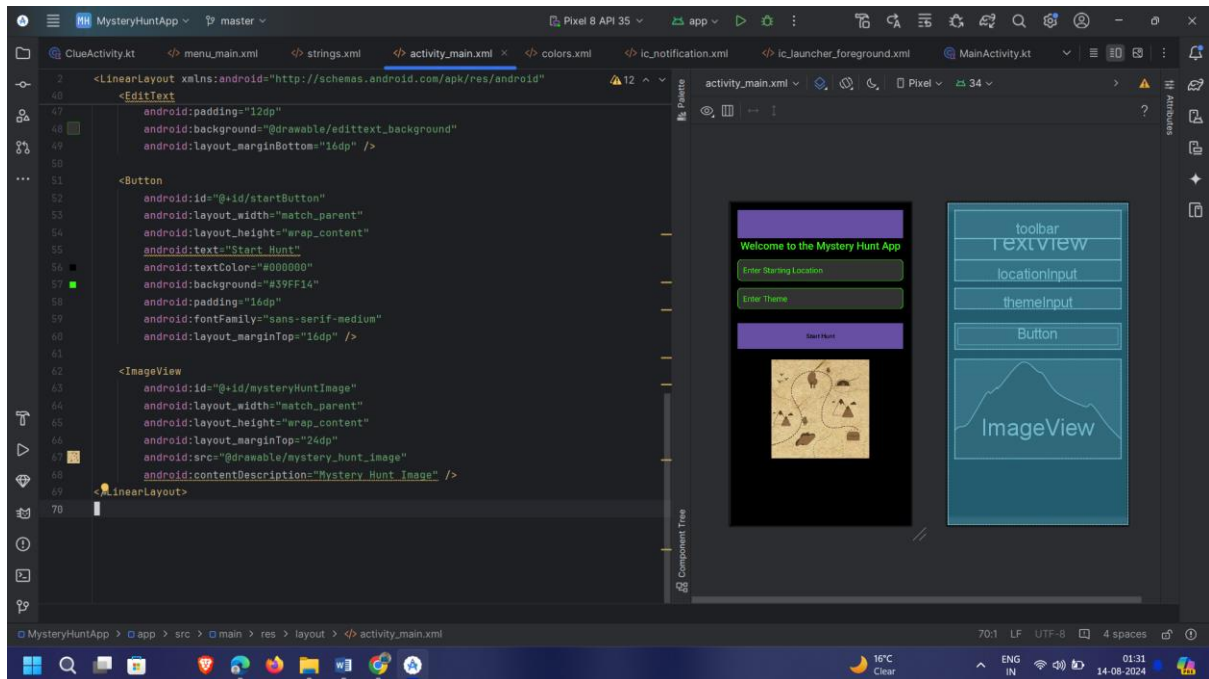 MH MysteryHuntApp master Pixel 8 API 35 app
ClueActivity.kt menu_main.xml strings.xml activity_main.xml colors.xml ic_notification.xml ic_launcher_foreground.xml MainActivity.kt
2 <LinearLayout xmlns:android="http://schemas.android.com/apk/res/android" 12
40 <EditText
47 android:padding="12dp"
48 android:background="@drawable/edittext_background"
49 android:layout_marginBottom="16dp" />
50
51 <Button
52 android:id="@+id/startButton"
53 android:layout_width="match_parent"
54 android:layout_height="wrap_content"
55 android:text="Start Hunt"
56 android:textColor="#000000"
57 android:background="#39FF14"
58 android:padding="16dp"
59 android:fontFamily="sans-serif-medium"
60 android:layout_marginTop="16dp" />
61
62 <ImageView
63 android:id="@+id/mysteryHuntImage"
64 android:layout_width="match_parent"
65 android:layout_height="wrap_content"
66 android:layout_marginTop="24dp"
67 android:src="@drawable/mystery_hunt_image"
68 android:contentDescription="Mystery Hunt Image" />
69 </LinearLayout>
70
Palette
activity_main.xml Pixel 34
Attributes
Welcome to the Mystery Hunt App
Enter Starting Location
Enter Theme
Start Hunt
toolbar
TextView
locationInput
themeInput
Button
ImageView
Component Tree
MysteryHuntApp > app > src > main > res > layout > activity_main.xml
70:1 LF UTF-8 4 spaces
16°C
Clear
ENG
IN
01:31
14-08-2024